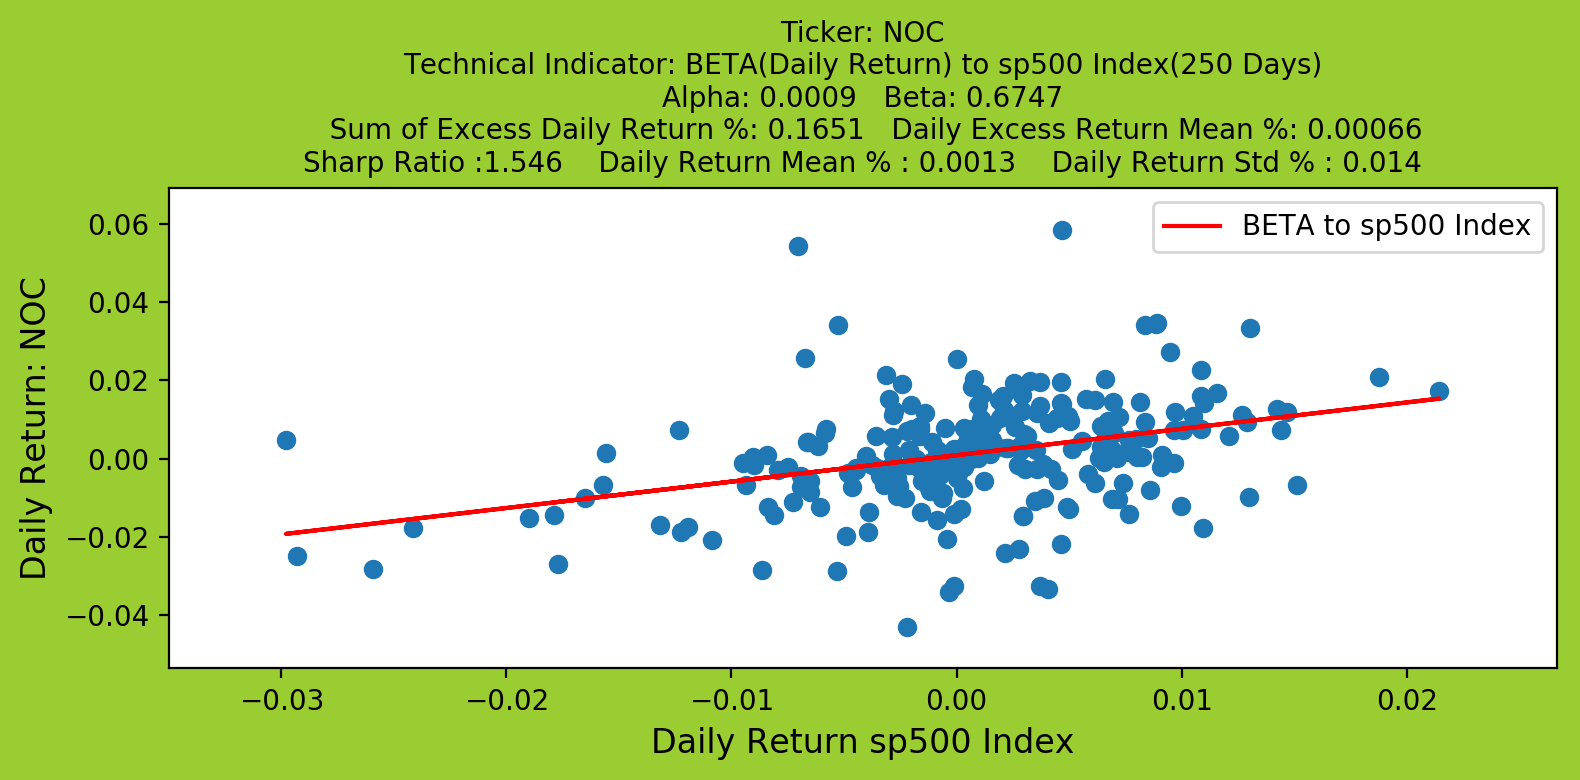 Ticker: NOC
Technical Indicator: BETA(Daily Return) to sp500 Index(250 Days)
Alpha: 0.0009   Beta: 0.6747
Sum of Excess Daily Return %: 0.1651   Daily Excess Return Mean %: 0.00066
Sharp Ratio :1.546    Daily Return Mean % : 0.0013    Daily Return Std % : 0.014
BETA to sp500 Index
Daily Return: NOC
0.06
0.04
0.02
0.00
−0.02
−0.04
−0.03
−0.02
−0.01
0.00
0.01
0.02
Daily Return sp500 Index